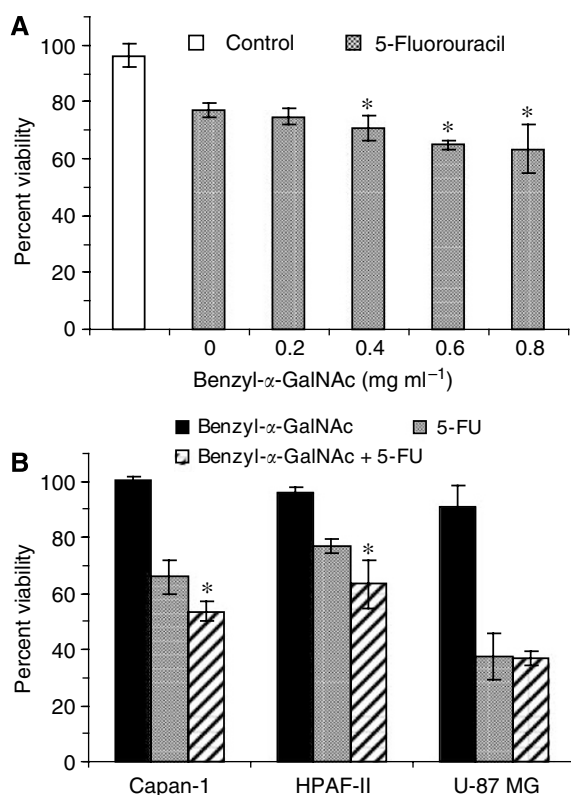 A
Control 5-Fluorouracil
100
80
60
40
20
0
Percent viability
* * *
0 0.2 0.4 0.6 0.8
Benzyl-α-GalNAc (mg ml⁻¹)
B
Benzyl-α-GalNAc 5-FU
Benzyl-α-GalNAc + 5-FU
100
80
60
40
20
0
Percent viability
* *
Capan-1 HPAF-II U-87 MG